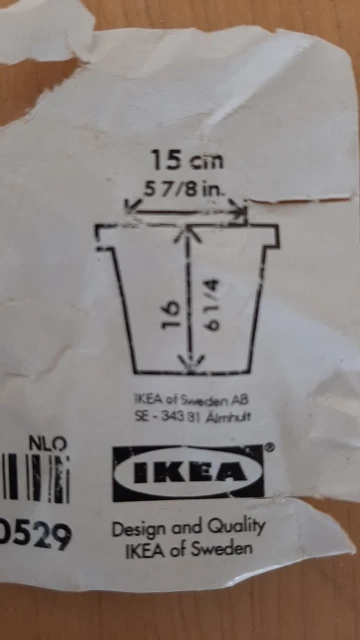 15 cm
5 7/8 in.
16
6 1/4
IKEA of Sweden AB
SE - 343 81 Älmhult
NLO
0529
IKEA®
Design and Quality
IKEA of Sweden